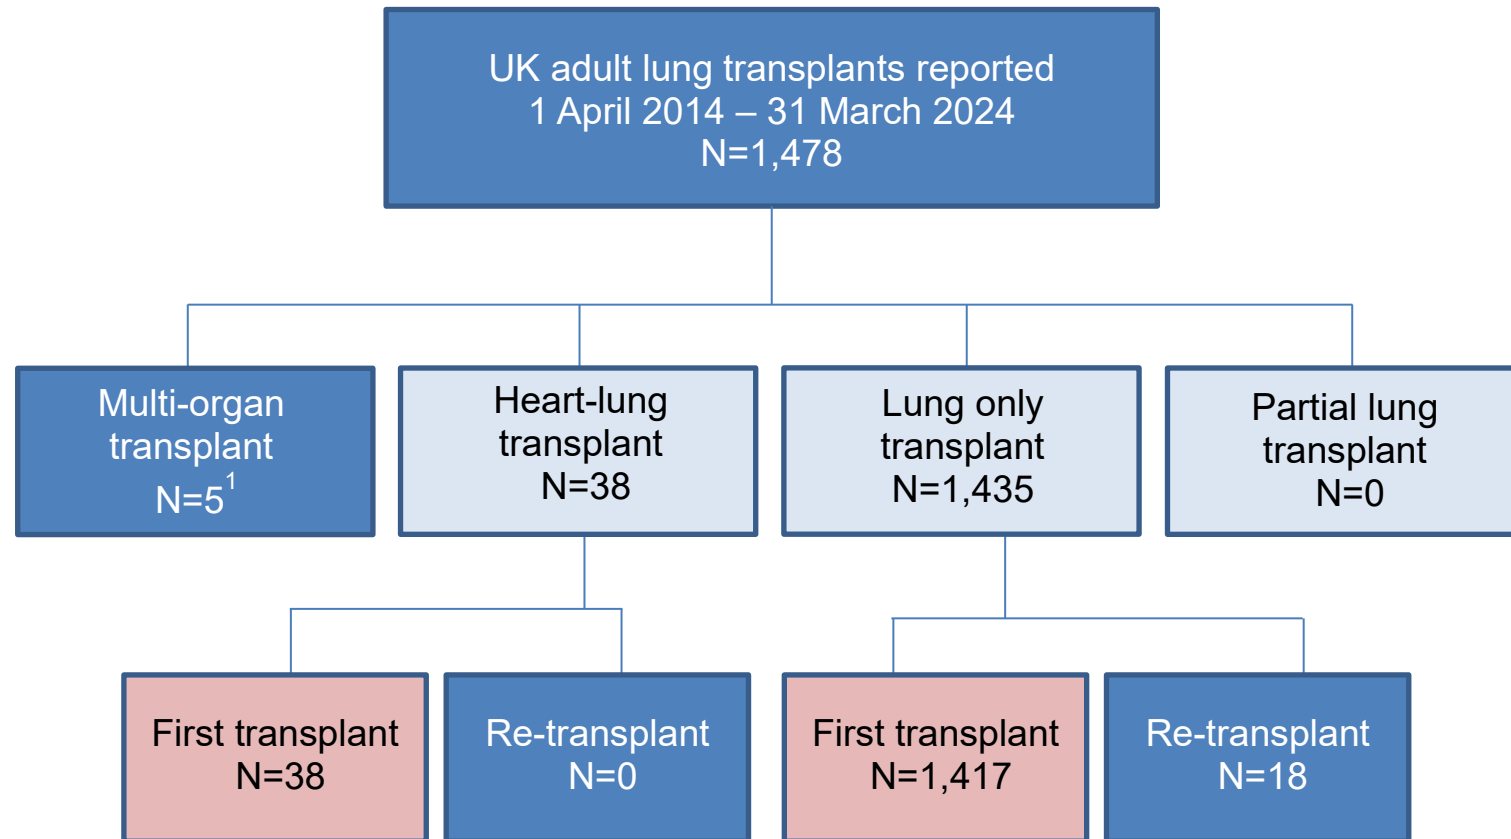 UK adult lung transplants reported
1 April 2014 – 31 March 2024
N=1,478
Multi-organ
transplant
N=5¹
Heart-lung
transplant
N=38
Lung only
transplant
N=1,435
Partial lung
transplant
N=0
First transplant
N=38
Re-transplant
N=0
First transplant
N=1,417
Re-transplant
N=18